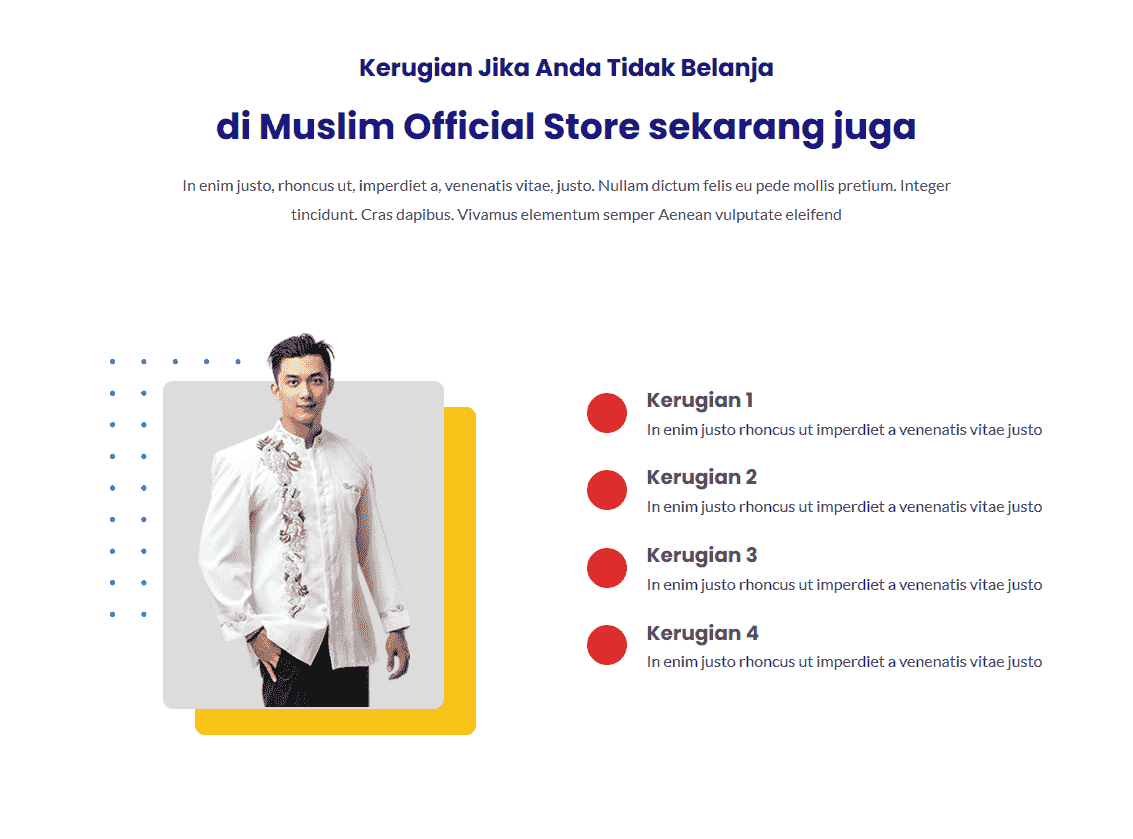 Kerugian Jika Anda Tidak Belanja
di Muslim Official Store sekarang juga
In enim justo, rhoncus ut, imperdiet a, venenatis vitae, justo. Nullam dictum felis eu pede mollis pretium. Integer
tincidunt. Cras dapibus. Vivamus elementum semper Aenean vulputate eleifend
Kerugian 1
In enim justo rhoncus ut imperdiet a venenatis vitae justo
Kerugian 2
In enim justo rhoncus ut imperdiet a venenatis vitae justo
Kerugian 3
In enim justo rhoncus ut imperdiet a venenatis vitae justo
Kerugian 4
In enim justo rhoncus ut imperdiet a venenatis vitae justo